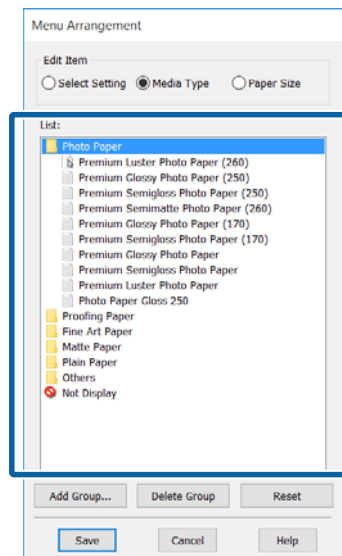 Menu Arrangement
Edit Item
Select Setting Media Type Paper Size
List:
Photo Paper
Premium Luster Photo Paper (260)
Premium Glossy Photo Paper (250)
Premium Semigloss Photo Paper (250)
Premium Semimatte Photo Paper (260)
Premium Glossy Photo Paper (170)
Premium Semigloss Photo Paper (170)
Premium Glossy Photo Paper
Premium Semigloss Photo Paper
Premium Luster Photo Paper
Photo Paper Gloss 250
Proofing Paper
Fine Art Paper
Matte Paper
Plain Paper
Others
Not Display
Add Group... Delete Group Reset
Save Cancel Help